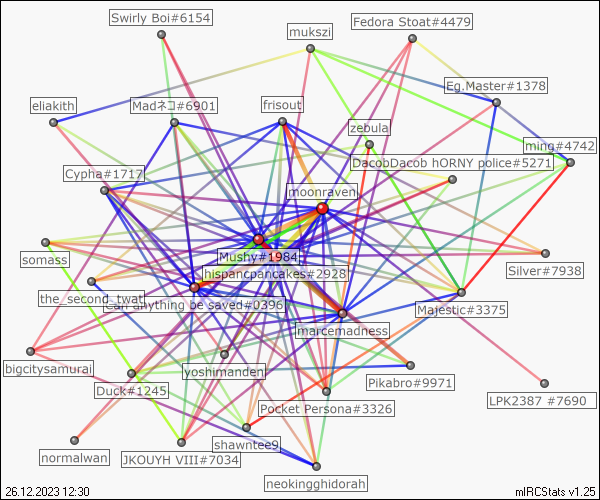 Swirly Boi#6154
Fedora Stoat#4479
mukszi
Eg.Master#1378
eliakith
Madネコ#6901
frisout
zebula
ming#4742
DacobDacob hORNY police#5271
Cypha#1717
moonraven
somass
Mushy#1984
hispancpancakes#2928
Silver#7938
the_second_twat
Can anything be saved#0396
Majestic#3375
marcemadness
bigcitysamurai
yoshimandenl
Duck#1245
Pikabro#9971
LPK2387 #7690
Pocket Persona#3326
shawntee9
normalwan
JKOUYH VIII#7034
neokingghidorah
26.12.2023 12:30
mIRCStats v1.25